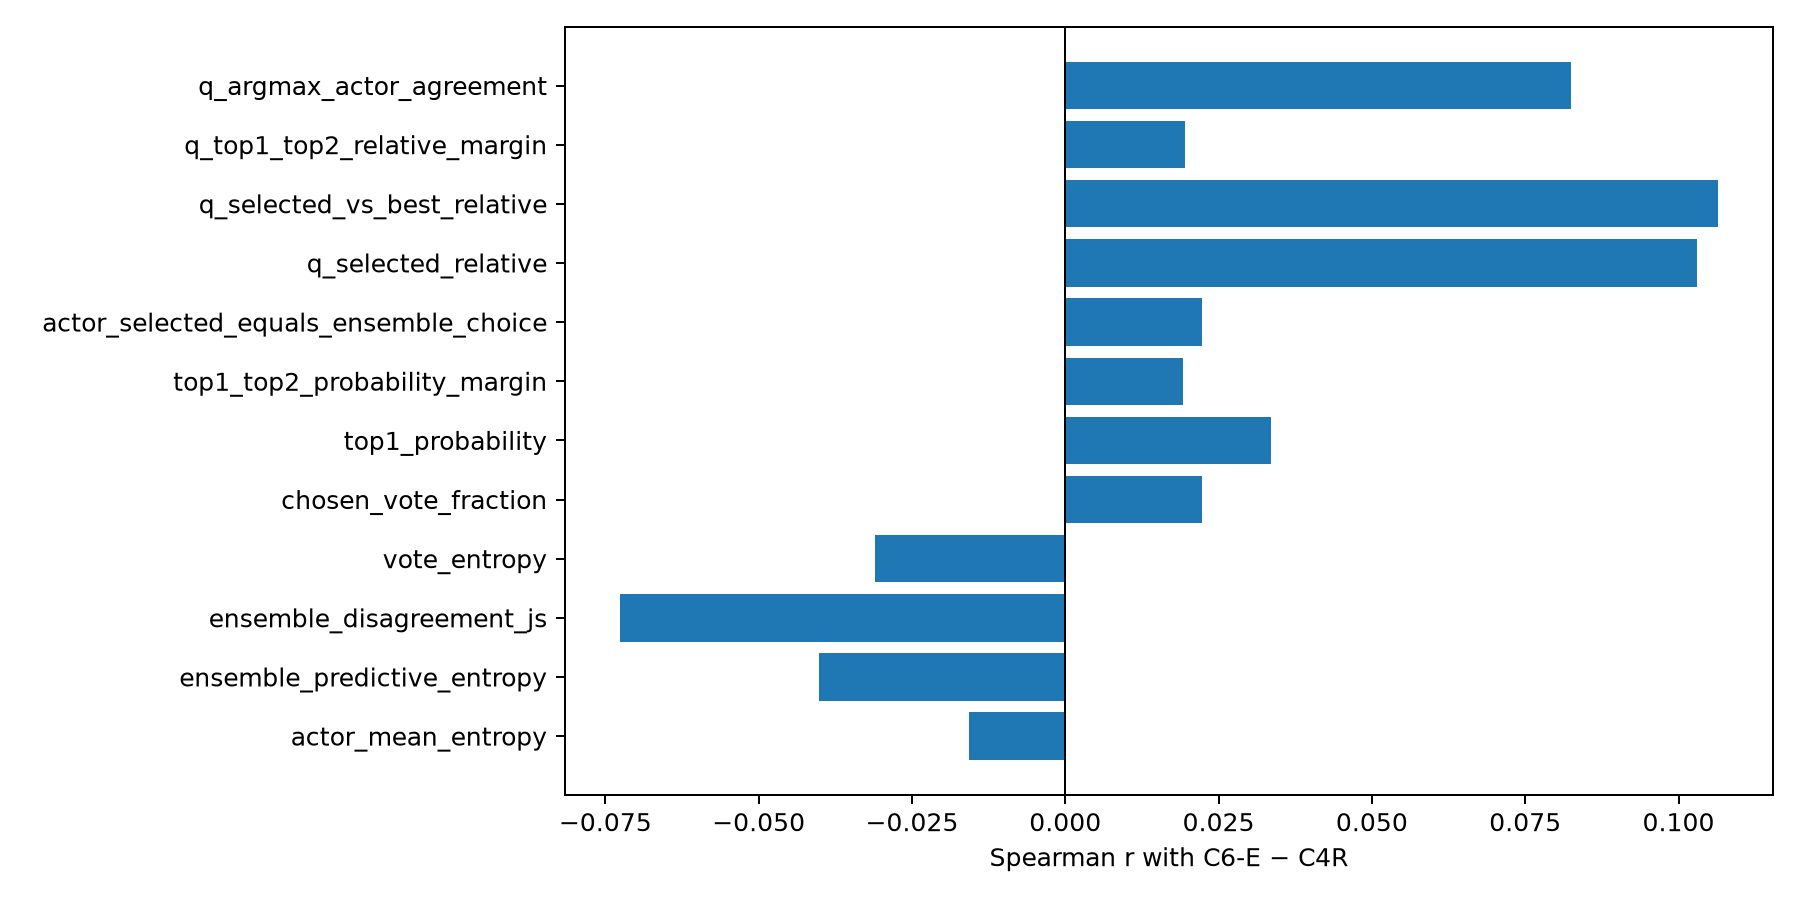 q_argmax_actor_agreement
q_top1_top2_relative_margin
q_selected_vs_best_relative
q_selected_relative
actor_selected_equals_ensemble_choice
top1_top2_probability_margin
top1_probability
chosen_vote_fraction
vote_entropy
ensemble_disagreement_js
ensemble_predictive_entropy
actor_mean_entropy
−0.075 −0.050 −0.025 0.000 0.025 0.050 0.075 0.100
Spearman r with C6-E − C4R